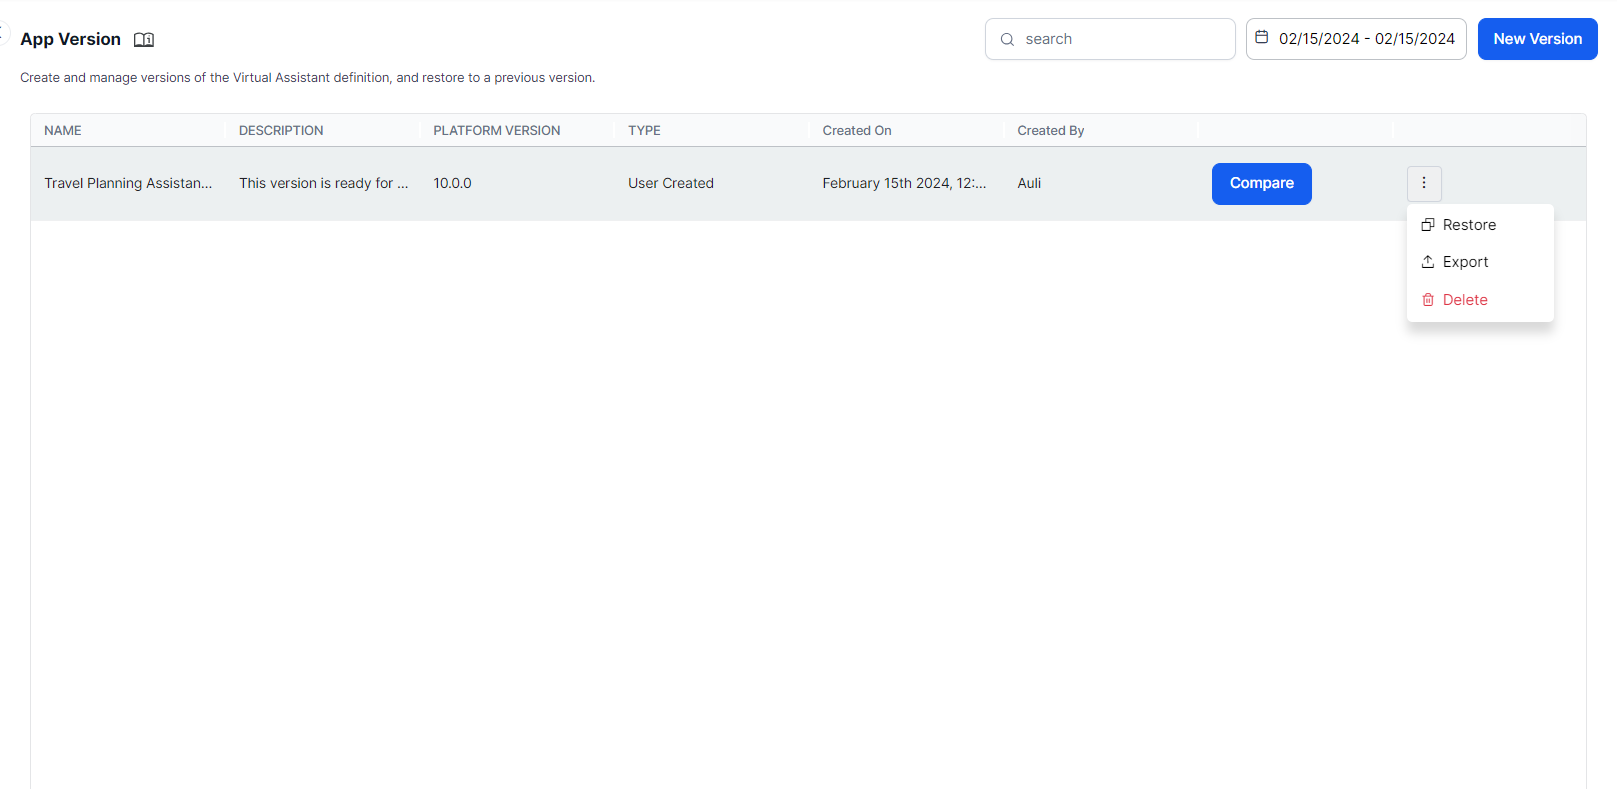 App Version
search
02/15/2024 - 02/15/2024
New Version
Create and manage versions of the Virtual Assistant definition, and restore to a previous version.
NAME DESCRIPTION PLATFORM VERSION TYPE Created On Created By
Travel Planning Assistan... This version is ready for ... 10.0.0 User Created February 15th 2024, 12:... Auli Compare
Restore
Export
Delete